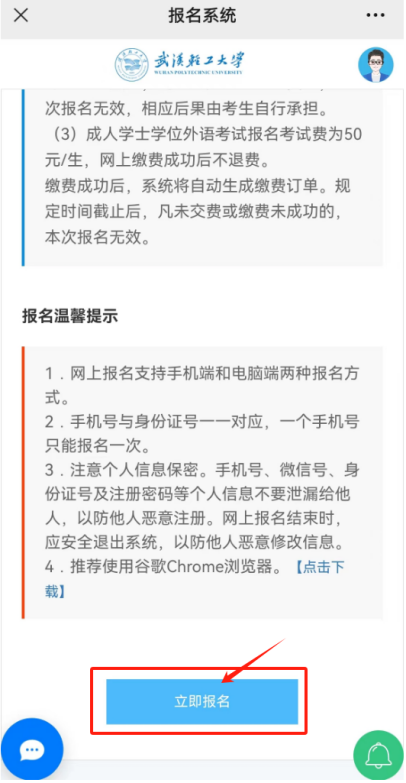 报名系统
武汉轻工大学
WUHAN POLYTECHNIC UNIVERSITY
次报名无效，相应后果由考生自行承担。
（3）成人学士学位外语考试报名考试费为50
元/生，网上缴费成功后不退费。
缴费成功后，系统将自动生成缴费订单。规
定时间截止后，凡未交费或缴费未成功的，
本次报名无效。
报名温馨提示
1．网上报名支持手机端和电脑端两种报名方
式。
2．手机号与身份证号一一对应，一个手机号
只能报名一次。
3．注意个人信息保密。手机号、微信号、身
份证号及注册密码等个人信息不要泄漏给他
人，以防他人恶意注册。网上报名结束时，
应安全退出系统，以防他人恶意修改信息。
4．推荐使用谷歌Chrome浏览器。【点击下
载】
立即报名